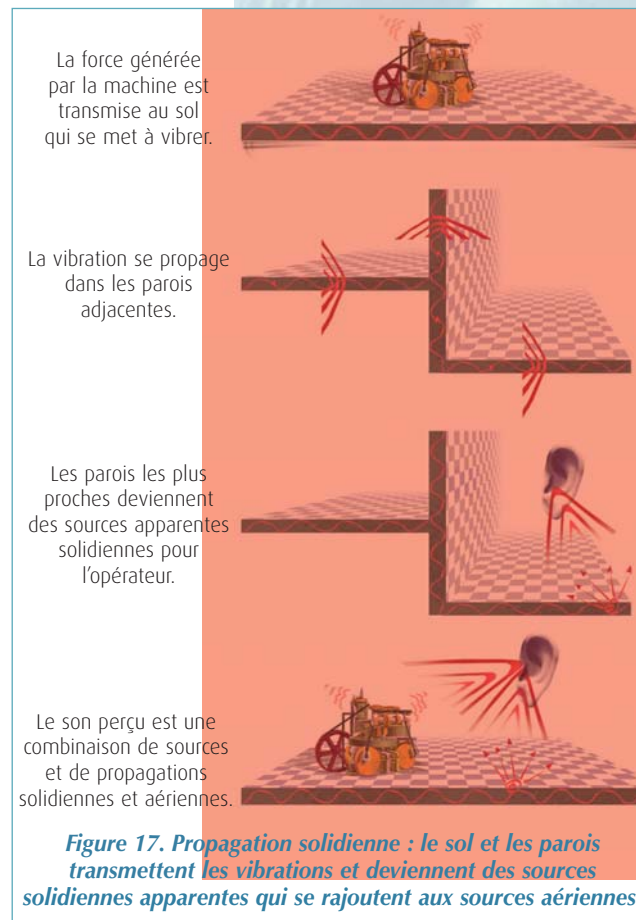 La force générée
par la machine est
transmise au sol
qui se met à vibrer.
La vibration se propage
dans les parois
adjacentes.
Les parois les plus
proches deviennent
des sources apparentes
solidiennes pour
l'opérateur.
Le son perçu est une
combinaison de sources
et de propagations
solidiennes et aériennes.
Figure 17. Propagation solidienne : le sol et les parois
transmettent les vibrations et deviennent des sources
solidiennes apparentes qui se rajoutent aux sources aériennes